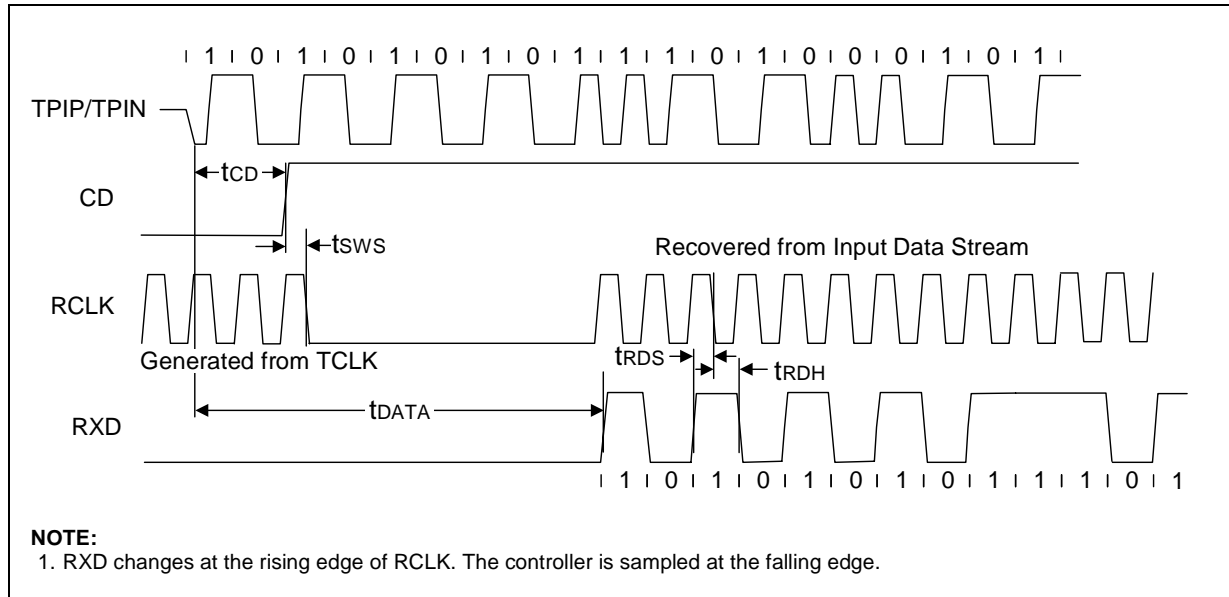 1 0 1 0 1 0 1 0 1 1 1 0 1 0 0 0 1 0 1
TPIP/TPIN
tCD
CD
tSWS
Recovered from Input Data Stream
RCLK
Generated from TCLK
tRDS
tRDH
tDATA
RXD
1 0 1 0 1 0 1 0 1 1 1 0 1
NOTE:
1. RXD changes at the rising edge of RCLK. The controller is sampled at the falling edge.